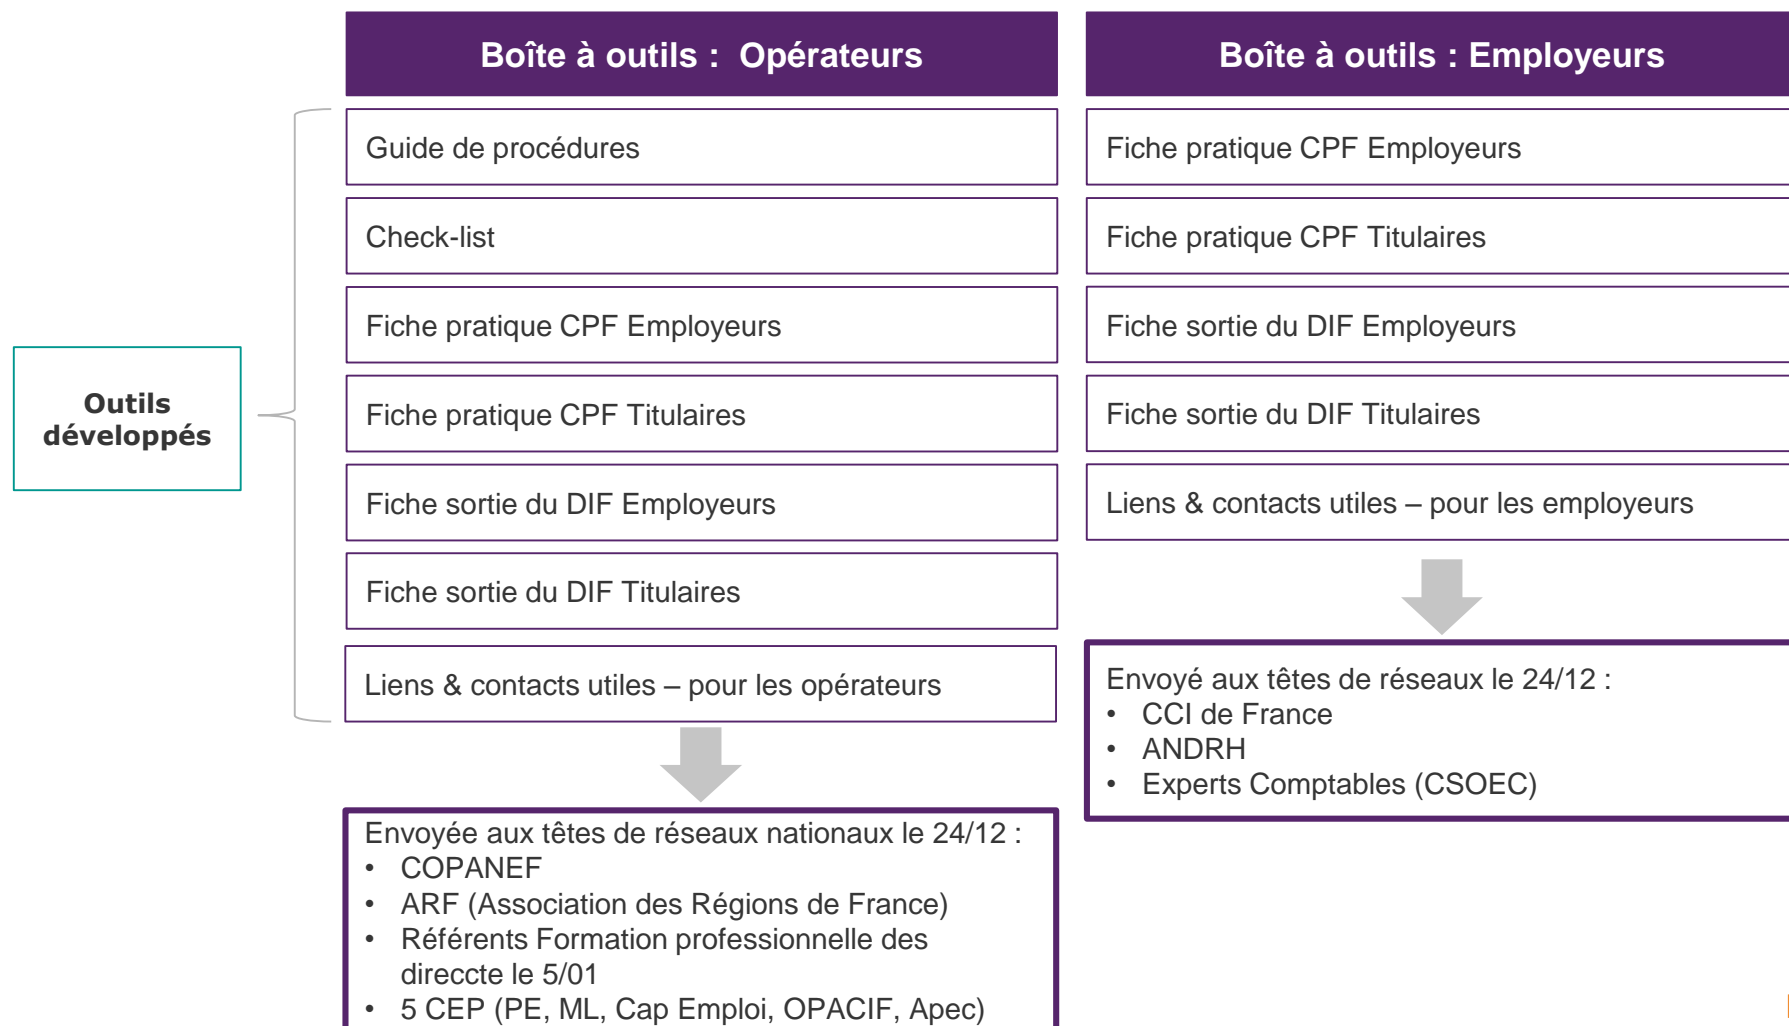 Boîte à outils :  Opérateurs
Guide de procédures
Check-list
Fiche pratique CPF Employeurs
Fiche pratique CPF Titulaires
Fiche sortie du DIF Employeurs
Fiche sortie du DIF Titulaires
Liens & contacts utiles – pour les opérateurs
Outils
développés
Envoyée aux têtes de réseaux nationaux le 24/12 :
• COPANEF
• ARF (Association des Régions de France)
• Référents Formation professionnelle des
direccte le 5/01
• 5 CEP (PE, ML, Cap Emploi, OPACIF, Apec)
Boîte à outils : Employeurs
Fiche pratique CPF Employeurs
Fiche pratique CPF Titulaires
Fiche sortie du DIF Employeurs
Fiche sortie du DIF Titulaires
Liens & contacts utiles – pour les employeurs
Envoyé aux têtes de réseaux le 24/12 :
• CCI de France
• ANDRH
• Experts Comptables (CSOEC)